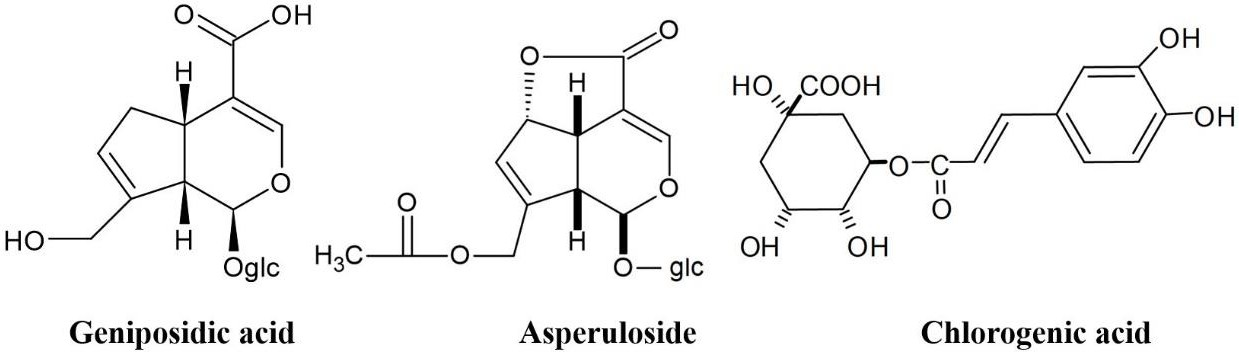 O OH
H
O
HO H
Oglc
Geniposidic acid
O O
H
O
O
H
H₃C O
O — glc
Asperuloside
HO COOH
OH
OH
O C
O
OH OH
Chlorogenic acid